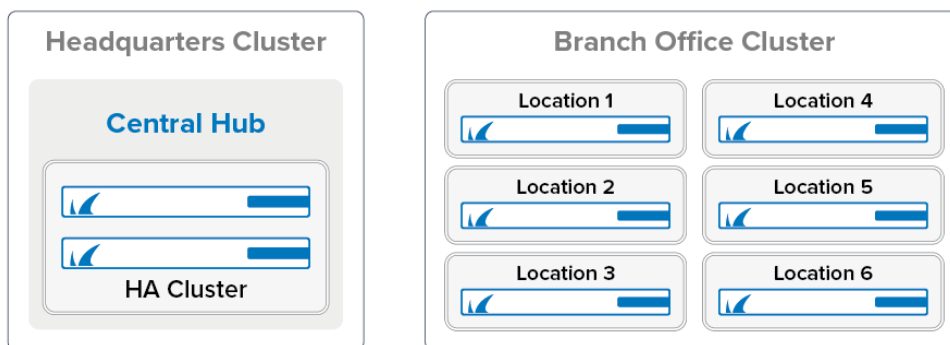 Headquarters Cluster
Central Hub
HA Cluster
Branch Office Cluster
Location 1
Location 4
Location 2
Location 5
Location 3
Location 6